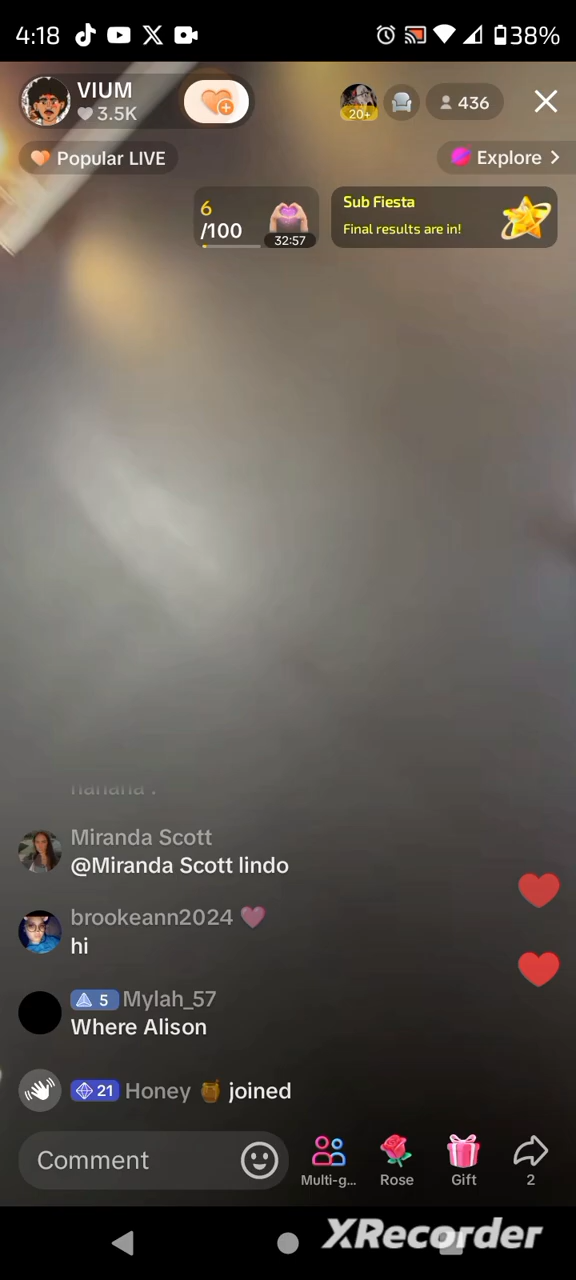 4:18
38%
VIUM
3.5K
20+
436
Popular LIVE
Explore
6
/100
32:57
Sub Fiesta
Final results are in!
Miranda Scott
@Miranda Scott lindo
brookeann2024
hi
5 Mylah_57
Where Alison
21 Honey joined
Comment
Multi-g...
Rose
Gift
2
XRecorder